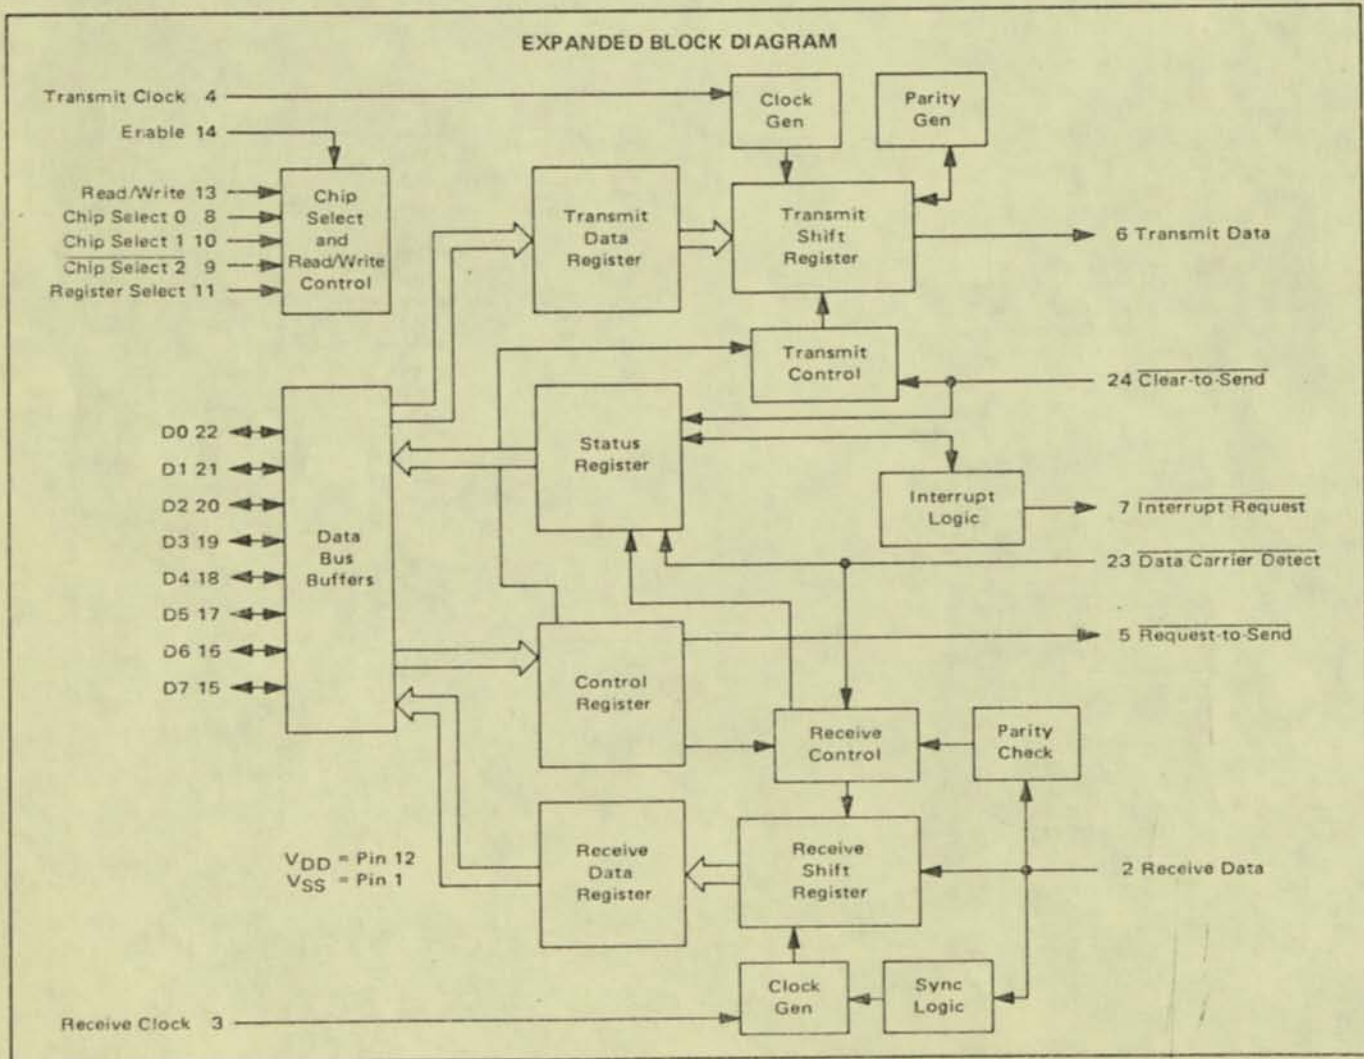 EXPANDED BLOCK DIAGRAM
Transmit Clock 4
Clock
Gen
Parity
Gen
Enable 14
Read/Write 13
Chip Select 0 8
Chip Select 1 10
Chip Select 2 9
Register Select 11
Chip
Select
and
Read/Write
Control
Transmit
Data
Register
Transmit
Shift
Register
6 Transmit Data
Transmit
Control
24 Clear-to-Send
D0 22
D1 21
D2 20
D3 19
D4 18
D5 17
D6 16
D7 15
Data
Bus
Buffers
Status
Register
Interrupt
Logic
7 Interrupt Request
23 Data Carrier Detect
5 Request-to-Send
Control
Register
Receive
Control
Parity
Check
VDD = Pin 12
VSS = Pin 1
Receive
Data
Register
Receive
Shift
Register
2 Receive Data
Clock
Gen
Sync
Logic
Receive Clock 3